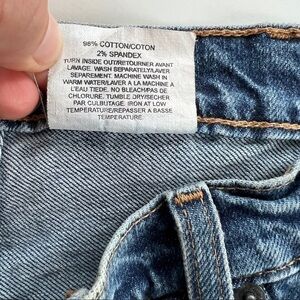 98% COTTON/COTON
2% SPANDEX
TURN INSIDE OUT/RETOURNER AVANT
LAVAGE. WASH SEPARATELY/LAVER
SEPAREMENT. MACHINE WASH IN
WARM WATER/LAVER A LA MACHINE A
L'EAU TIEDE. NO BLEACH/PAS DE
CHLORURE. TUMBLE DRY/SECHER
PAR CULBUTAGE. IRON AT LOW
TEMPERATURE/REPASSER A BASSE
TEMPERATURE.